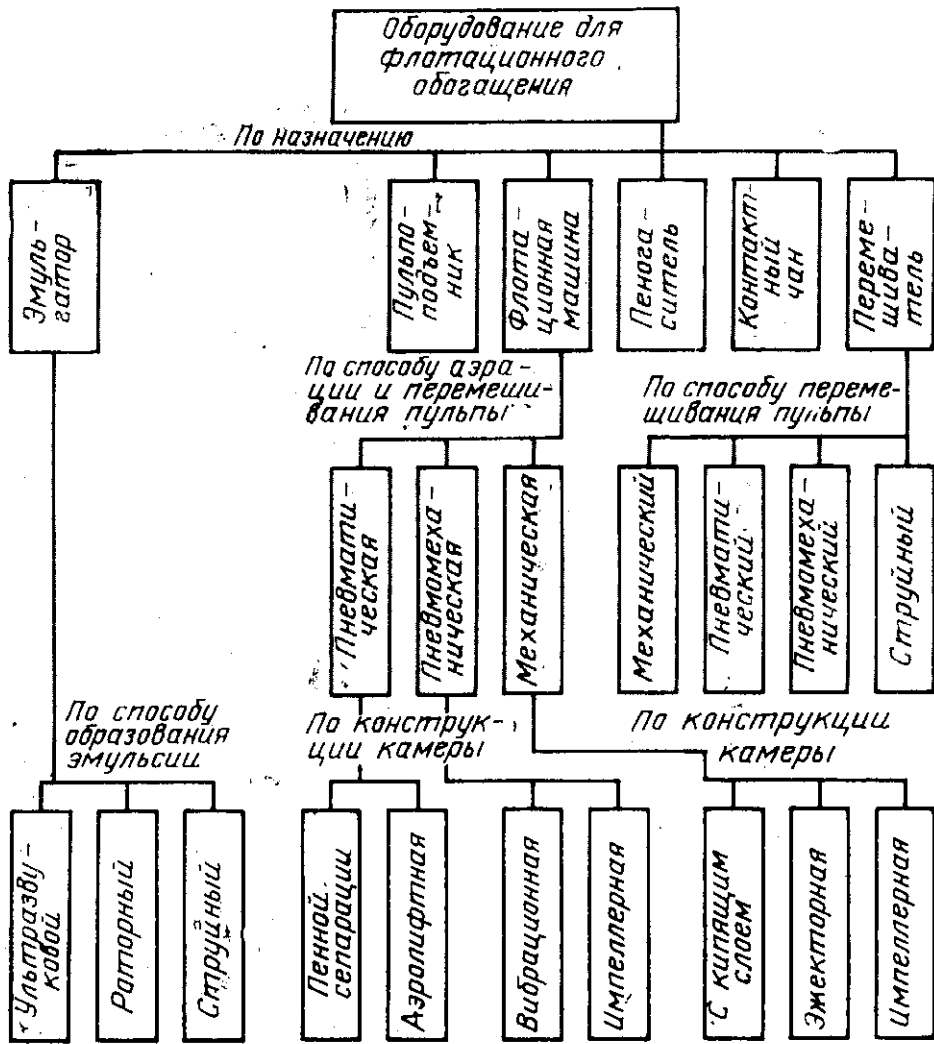 Оборудование для
флотационного
обогащения
По назначению
Эмуль-
гатор
Пульпо-
подъем-
ник
Флота-
ционная
машина
Пенога-
ситель
Контакт-
ный
чан
Переме-
шива-
тель
По способу аэра-
ции и перемеши-
вания пульпы
По способу переме-
шивания пульпы
Пневмати-
ческая
Пневмомеха-
ническая
Механическая
Механический
Пневмати-
ческий
Пневмомеха-
нический
Струйный
По способу
образования
эмульсии
По конструк-
ции камеры
По конструкции
камеры
Ультразву-
ковой
Раторный
Струйный
Пенной
сепарации
Аэролифтная
Вибрационная
Импеллерная
С кипящим
слоем
Эжекторная
Импеллерная